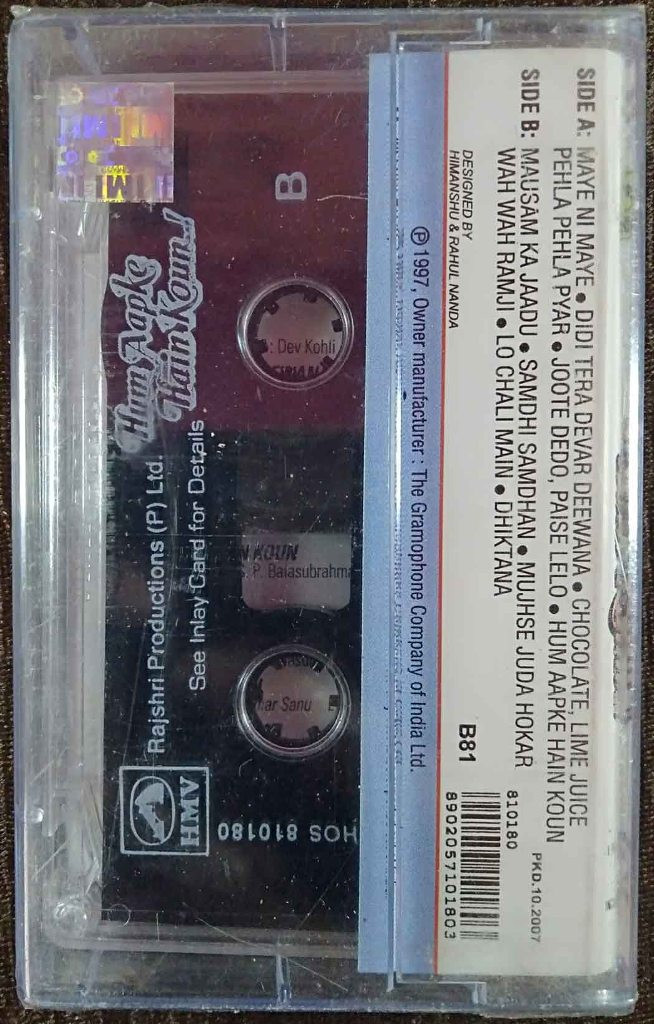 SIDE A: MAYE NI MAYE • DIDI TERA DEVAR DEEWANA • CHOCOLATE, LIME JUICE
PEHLA PEHLA PYAR • JOOTE DEDO, PAISE LELO • HUM AAPKE HAIN KOUN
SIDE B: MAUSAM KA JAADU • SAMDHI SAMDHAN • MUJHSE JUDA HOKAR
WAH WAH RAMJI • LO CHALI MAIN • DHIKTANA
DESIGNED BY
HIMANSHU & RAHUL NANDA
B81
810180
PKD.10.2007
8902057101803
℗ 1997, Owner manufacturer : The Gramophone Company of India Ltd.
B
: Dev Kohli
N KOUN
. P. Balasubrahma
ar Sanu
Hum Aapke
Hain Koun..!
Rajshri Productions (P) Ltd.
See Inlay Card for Details
HMV
HOS 810180